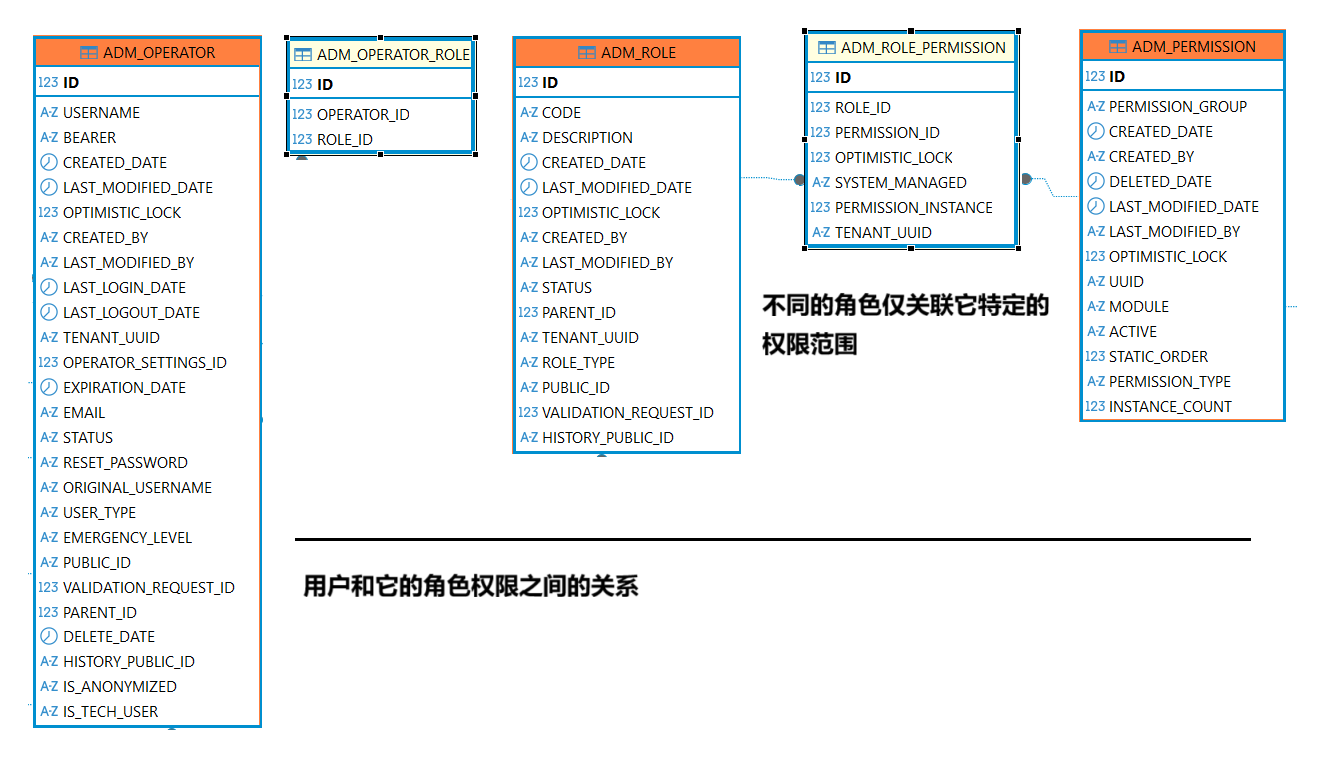 ADM_OPERATOR
123 ID
A-Z USERNAME
A-Z BEARER
CREATED_DATE
LAST_MODIFIED_DATE
123 OPTIMISTIC_LOCK
A-Z CREATED_BY
A-Z LAST_MODIFIED_BY
LAST_LOGIN_DATE
LAST_LOGOUT_DATE
A-Z TENANT_UUID
123 OPERATOR_SETTINGS_ID
EXPIRATION_DATE
A-Z EMAIL
A-Z STATUS
A-Z RESET_PASSWORD
A-Z ORIGINAL_USERNAME
A-Z USER_TYPE
A-Z EMERGENCY_LEVEL
A-Z PUBLIC_ID
123 VALIDATION_REQUEST_ID
123 PARENT_ID
DELETE_DATE
A-Z HISTORY_PUBLIC_ID
A-Z IS_ANONYMIZED
A-Z IS_TECH_USER
ADM_OPERATOR_ROLE
123 ID
123 OPERATOR_ID
123 ROLE_ID
ADM_ROLE
123 ID
A-Z CODE
A-Z DESCRIPTION
CREATED_DATE
LAST_MODIFIED_DATE
123 OPTIMISTIC_LOCK
A-Z CREATED_BY
A-Z LAST_MODIFIED_BY
A-Z STATUS
123 PARENT_ID
A-Z TENANT_UUID
A-Z ROLE_TYPE
A-Z PUBLIC_ID
123 VALIDATION_REQUEST_ID
A-Z HISTORY_PUBLIC_ID
ADM_ROLE_PERMISSION
123 ID
123 ROLE_ID
123 PERMISSION_ID
123 OPTIMISTIC_LOCK
A-Z SYSTEM_MANAGED
123 PERMISSION_INSTANCE
A-Z TENANT_UUID
ADM_PERMISSION
123 ID
A-Z PERMISSION_GROUP
CREATED_DATE
A-Z CREATED_BY
DELETED_DATE
LAST_MODIFIED_DATE
A-Z LAST_MODIFIED_BY
123 OPTIMISTIC_LOCK
A-Z UUID
A-Z MODULE
A-Z ACTIVE
123 STATIC_ORDER
A-Z PERMISSION_TYPE
123 INSTANCE_COUNT
不同的角色仅关联它特定的
权限范围
用户和它的角色权限之间的关系